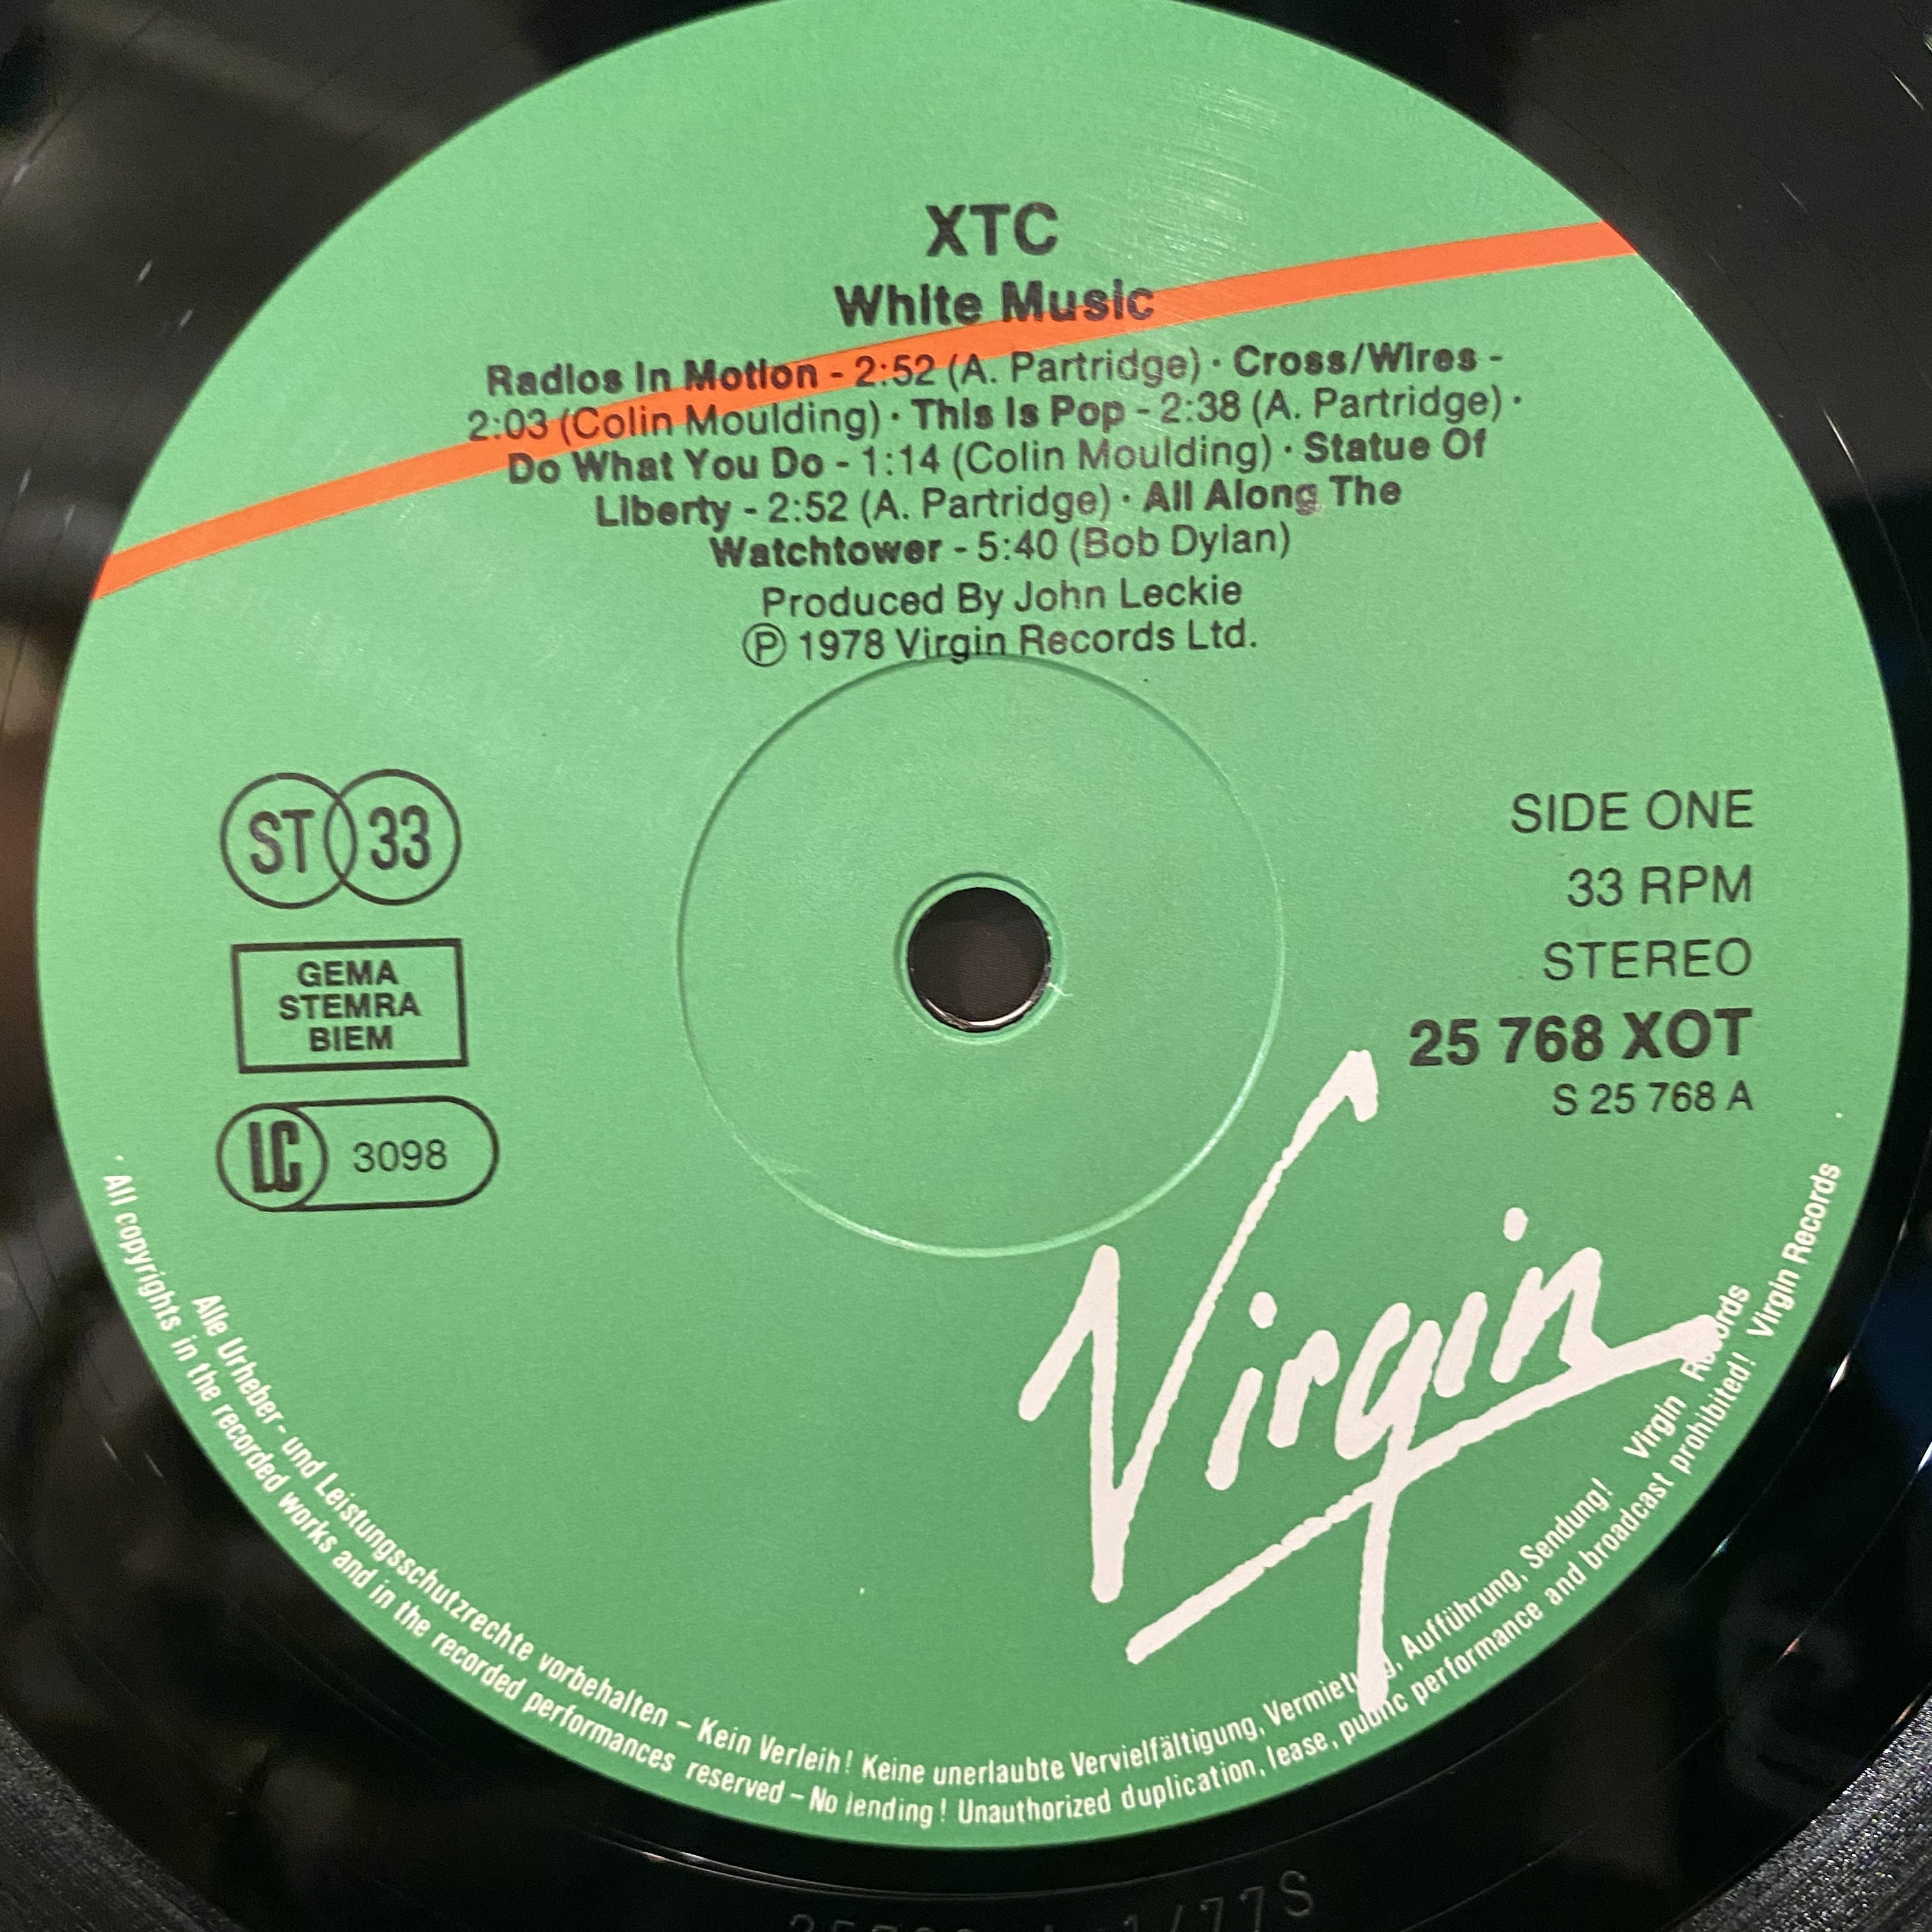 XTC
White Music
Radios In Motion - 2:52 (A. Partridge) · Cross/Wires -
2:03 (Colin Moulding) · This Is Pop - 2:38 (A. Partridge) ·
Do What You Do - 1:14 (Colin Moulding) · Statue Of
Liberty - 2:52 (A. Partridge) · All Along The
Watchtower - 5:40 (Bob Dylan)
Produced By John Leckie
Ⓟ 1978 Virgin Records Ltd.
ST 33
GEMA
STEMRA
BIEM
LC 3098
SIDE ONE
33 RPM
STEREO
25 768 XOT
S 25 768 A
Virgin
Alle Urheber- und Leistungsschutzrechte vorbehalten – Kein Verleih! Keine unerlaubte Vervielfältigung, Vermietung, Aufführung, Sendung! Virgin Records
· All copyrights in the recorded works and in the recorded performances reserved – No lending! Unauthorized duplication, lease, public performance and broadcast prohibited! Virgin Records